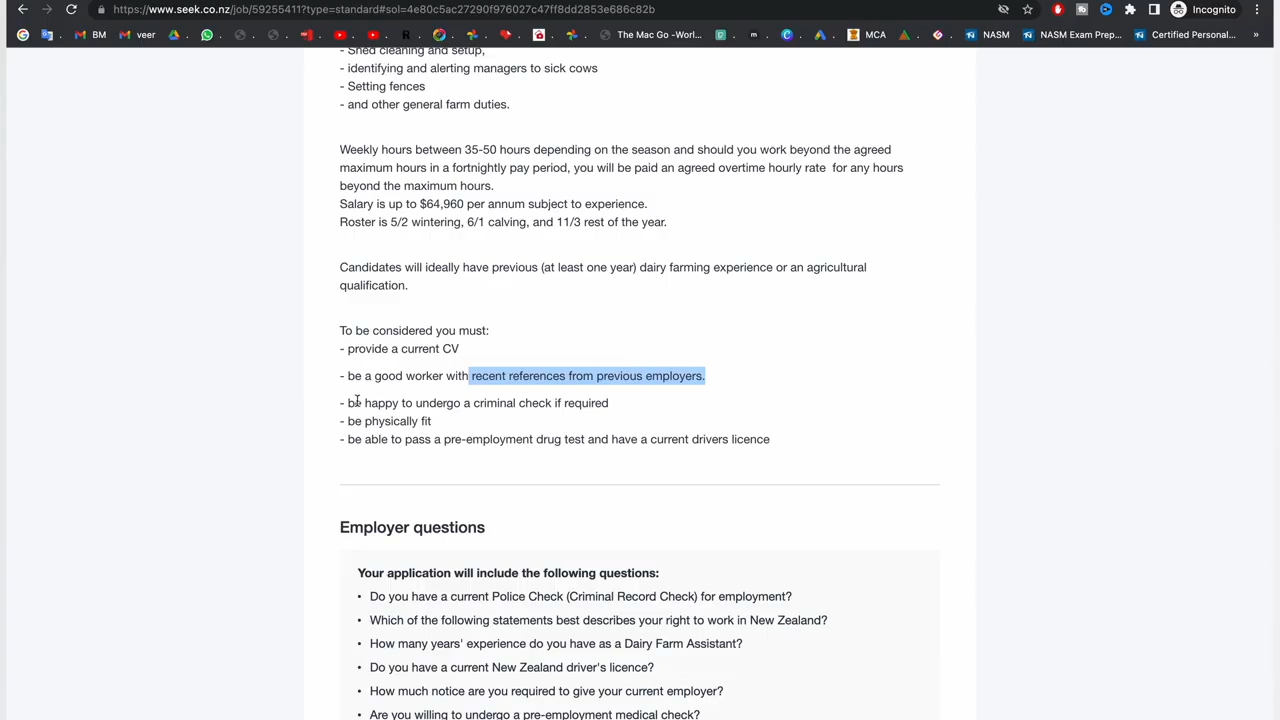 https://www.seek.co.nz/job/59255411?type=standard#sol=4e80c5ac27290f976027c47ff8dd2853e686c82b
Incognito
BM veer R The Mac Go -Worl... m MCA NASM NASM Exam Prep... Certified Personal... »
- Shed cleaning and setup,
- identifying and alerting managers to sick cows
- Setting fences
- and other general farm duties.
Weekly hours between 35-50 hours depending on the season and should you work beyond the agreed
maximum hours in a fortnightly pay period, you will be paid an agreed overtime hourly rate for any hours
beyond the maximum hours.
Salary is up to $64,960 per annum subject to experience.
Roster is 5/2 wintering, 6/1 calving, and 11/3 rest of the year.
Candidates will ideally have previous (at least one year) dairy farming experience or an agricultural
qualification.
To be considered you must:
- provide a current CV
- be a good worker with recent references from previous employers.
- be happy to undergo a criminal check if required
- be physically fit
- be able to pass a pre-employment drug test and have a current drivers licence
Employer questions
Your application will include the following questions:
• Do you have a current Police Check (Criminal Record Check) for employment?
• Which of the following statements best describes your right to work in New Zealand?
• How many years' experience do you have as a Dairy Farm Assistant?
• Do you have a current New Zealand driver's licence?
• How much notice are you required to give your current employer?
• Are you willing to undergo a pre-employment medical check?